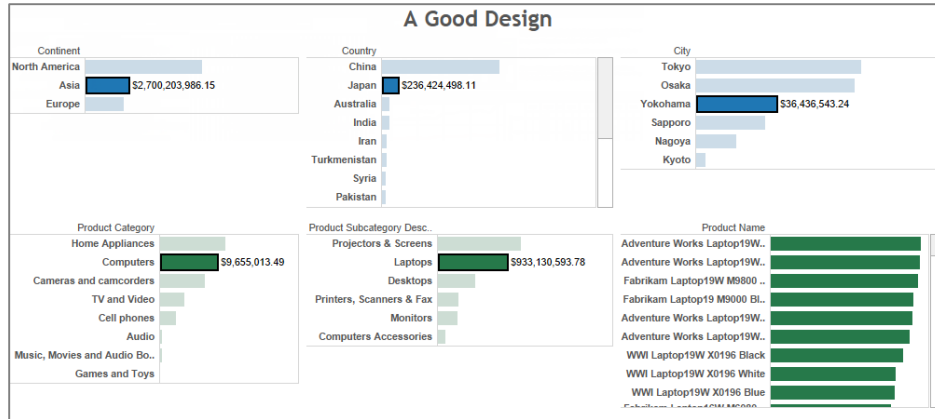 A Good Design
Continent
North America
Asia $2,700,203,986.15
Europe
Country
China
Japan $236,424,498.11
Australia
India
Iran
Turkmenistan
Syria
Pakistan
City
Tokyo
Osaka
Yokohama $36,436,543.24
Sapporo
Nagoya
Kyoto
Product Category
Home Appliances
Computers $9,655,013.49
Cameras and camcorders
TV and Video
Cell phones
Audio
Music, Movies and Audio Bo..
Games and Toys
Product Subcategory Desc..
Projectors & Screens
Laptops $933,130,593.78
Desktops
Printers, Scanners & Fax
Monitors
Computers Accessories
Product Name
Adventure Works Laptop19W..
Adventure Works Laptop19W..
Fabrikam Laptop19W M9800 ..
Fabrikam Laptop19 M9000 Bl..
Adventure Works Laptop19W..
Adventure Works Laptop19W..
WWI Laptop19W X0196 Black
WWI Laptop19W X0196 White
WWI Laptop19W X0196 Blue